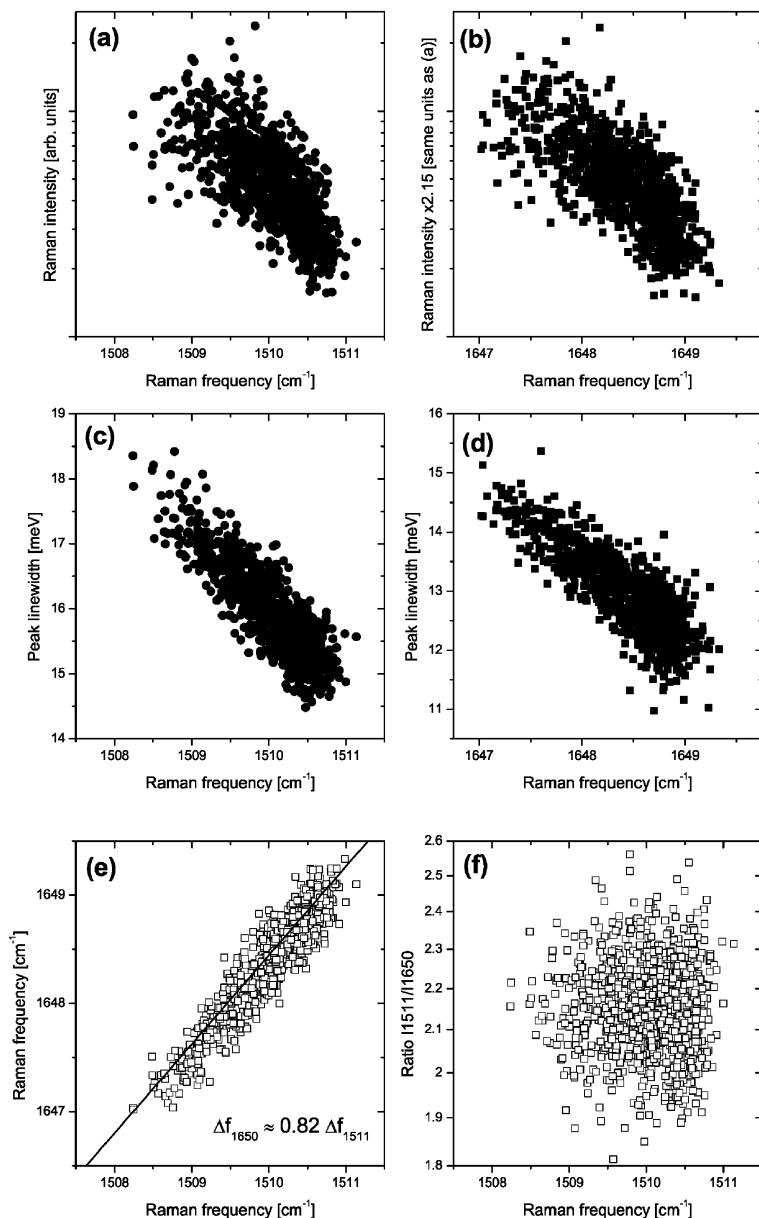 (a)
Raman intensity [arb. units]
1508 1509 1510 1511
Raman frequency [cm⁻¹]
(b)
Raman intensity x2.15 [same units as (a)]
1647 1648 1649
Raman frequency [cm⁻¹]
(c)
Peak linewidth [meV]
19
18
17
16
15
14
1508 1509 1510 1511
Raman frequency [cm⁻¹]
(d)
Peak linewidth [meV]
16
15
14
13
12
11
1647 1648 1649
Raman frequency [cm⁻¹]
(e)
Raman frequency [cm⁻¹]
1649
1648
1647
Δf₁₆₅₀ ≈ 0.82 Δf₁₅₁₁
1508 1509 1510 1511
Raman frequency [cm⁻¹]
(f)
Ratio I1511/I1650
2.6
2.5
2.4
2.3
2.2
2.1
2
1.9
1.8
1508 1509 1510 1511
Raman frequency [cm⁻¹]